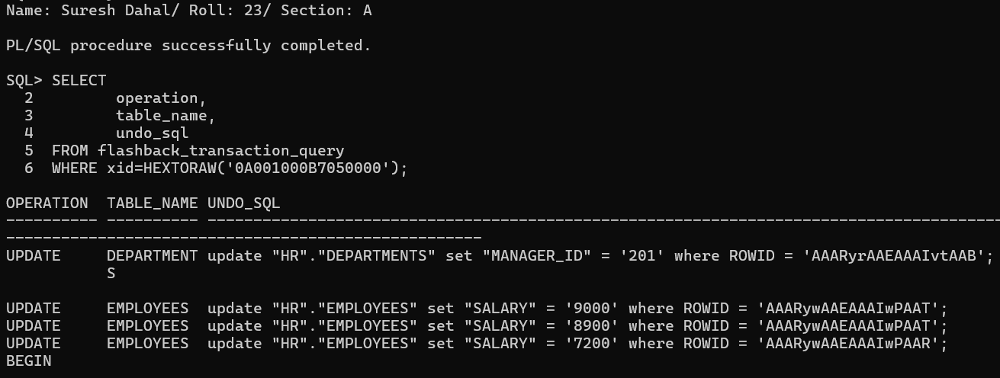 Name: Suresh Dahal/ Roll: 23/ Section: A
PL/SQL procedure successfully completed.
SQL> SELECT
  2         operation,
  3         table_name,
  4         undo_sql
  5  FROM flashback_transaction_query
  6  WHERE xid=HEXTORAW('0A001000B7050000');
OPERATION  TABLE_NAME UNDO_SQL
---------- ---------- ---------------------------------------------------------------------------------------
----------------------------------------------------
UPDATE     DEPARTMENT update "HR"."DEPARTMENTS" set "MANAGER_ID" = '201' where ROWID = 'AAARyrAAEAAAIvtAAB';
           S
UPDATE     EMPLOYEES  update "HR"."EMPLOYEES" set "SALARY" = '9000' where ROWID = 'AAARywAAEAAAIwPAAT';
UPDATE     EMPLOYEES  update "HR"."EMPLOYEES" set "SALARY" = '8900' where ROWID = 'AAARywAAEAAAIwPAAT';
UPDATE     EMPLOYEES  update "HR"."EMPLOYEES" set "SALARY" = '7200' where ROWID = 'AAARywAAEAAAIwPAAR';
BEGIN